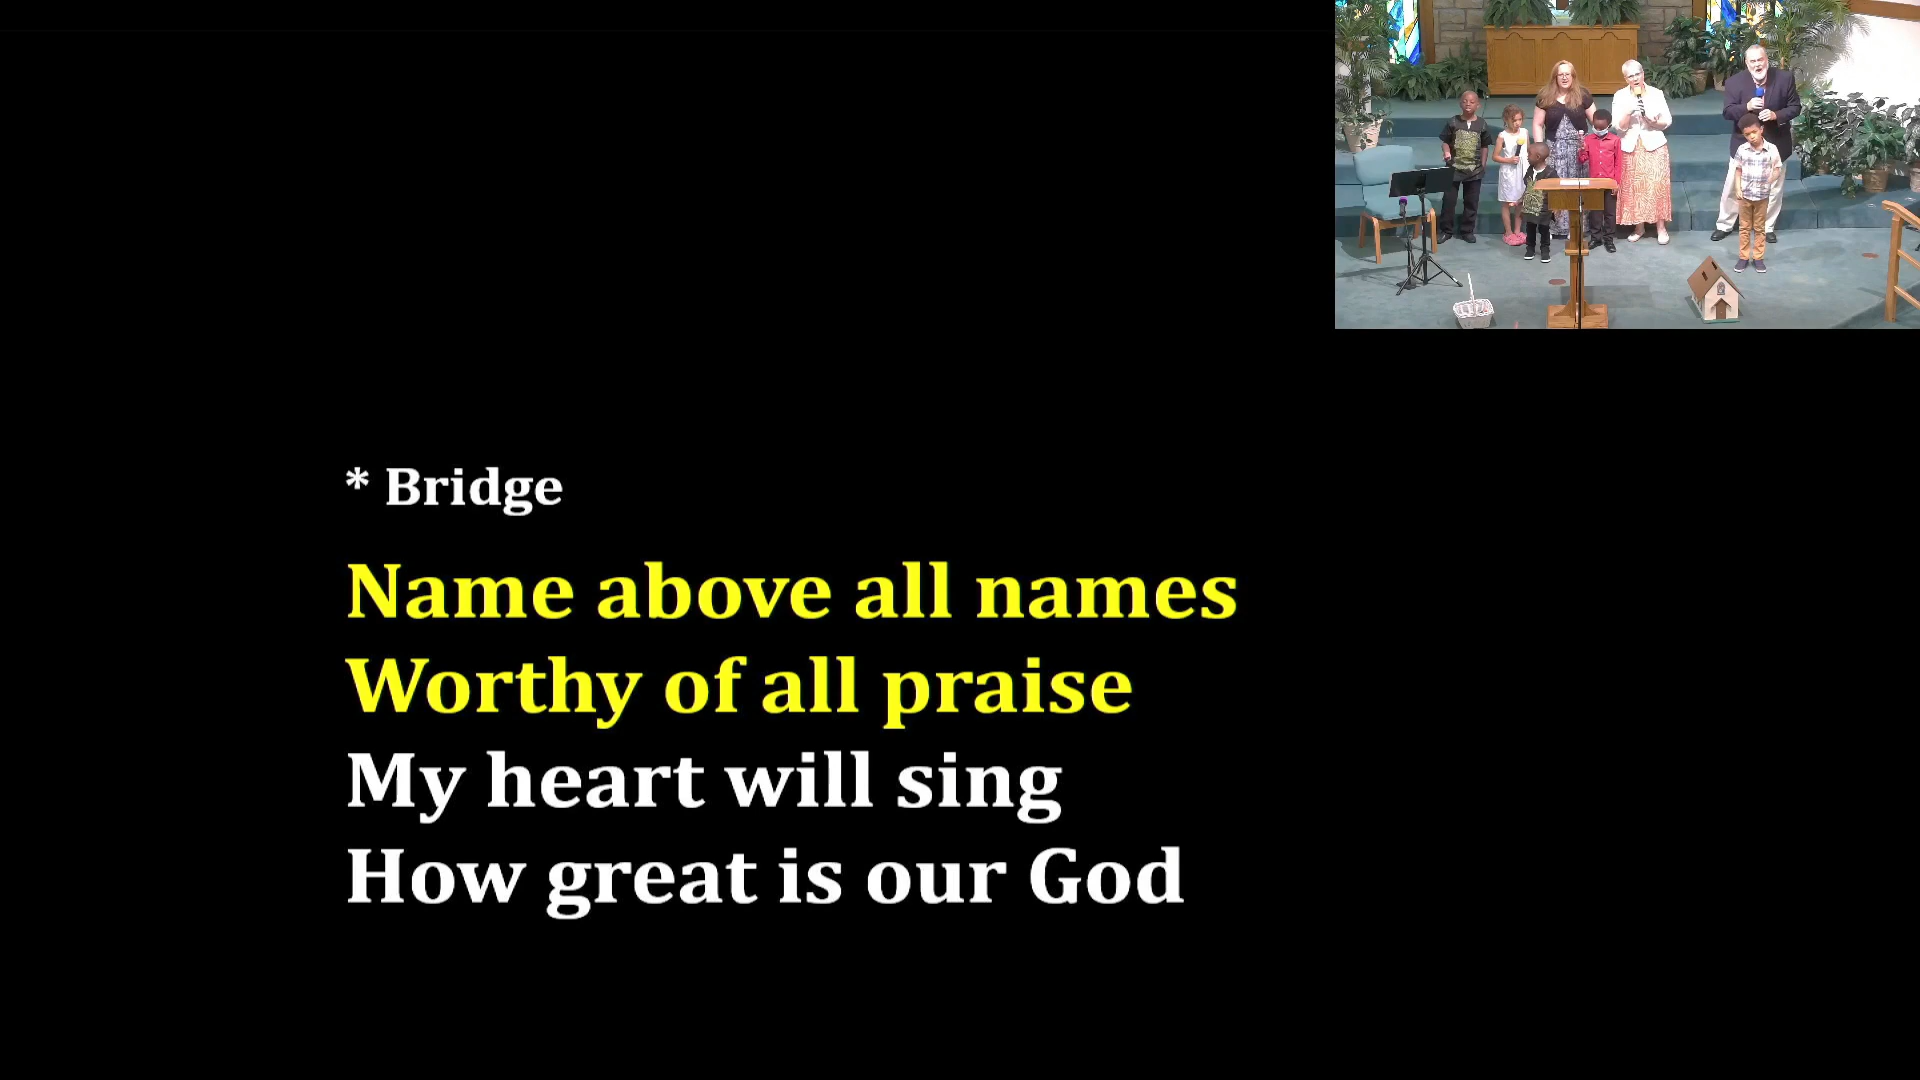 * Bridge
Name above all names
Worthy of all praise
My heart will sing
How great is our God